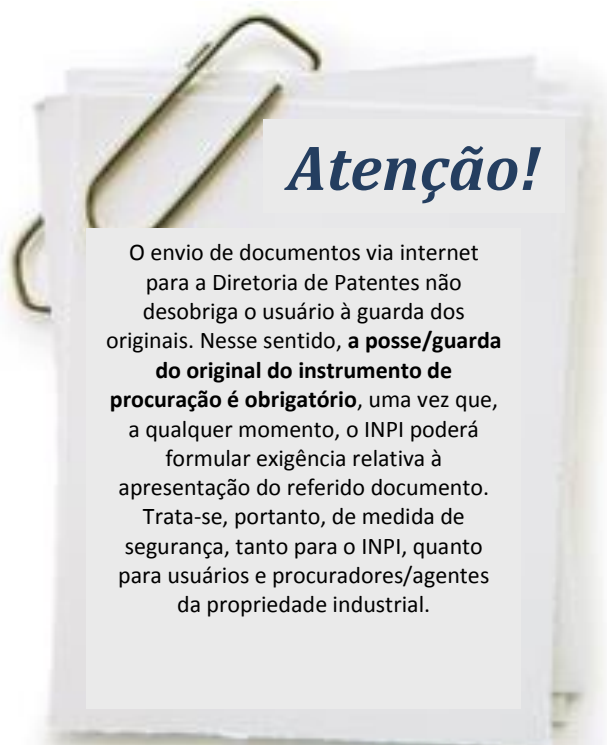 Atenção!
O envio de documentos via internet
para a Diretoria de Patentes não
desobriga o usuário à guarda dos
originais. Nesse sentido, a posse/guarda
do original do instrumento de
procuração é obrigatório, uma vez que,
a qualquer momento, o INPI poderá
formular exigência relativa à
apresentação do referido documento.
Trata-se, portanto, de medida de
segurança, tanto para o INPI, quanto
para usuários e procuradores/agentes
da propriedade industrial.